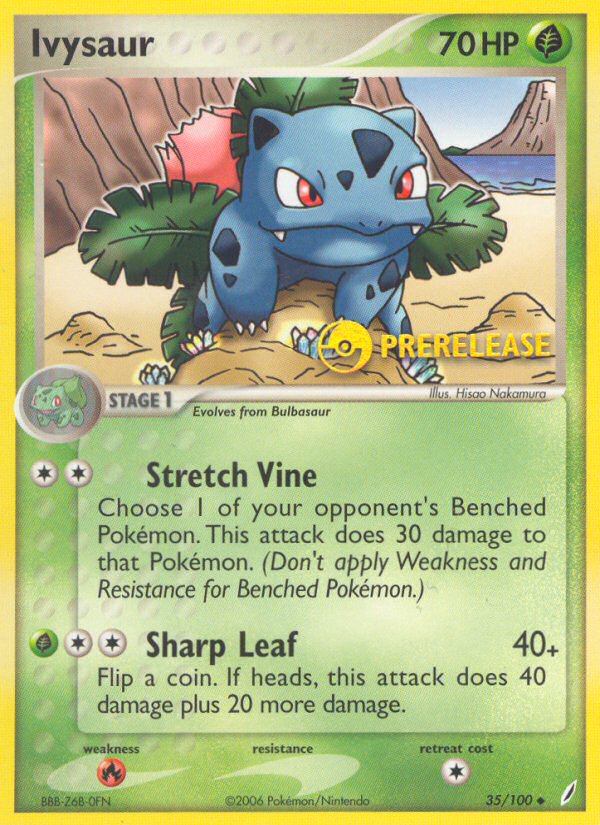 Ivysaur 70 HP
PRERELEASE
Illus. Hisao Nakamura
STAGE 1
Evolves from Bulbasaur
Stretch Vine
Choose 1 of your opponent's Benched
Pokémon. This attack does 30 damage to
that Pokémon. (Don't apply Weakness and
Resistance for Benched Pokémon.)
Sharp Leaf 40+
Flip a coin. If heads, this attack does 40
damage plus 20 more damage.
weakness resistance retreat cost
BBB-Z6B-0FN ©2006 Pokémon/Nintendo 35/100